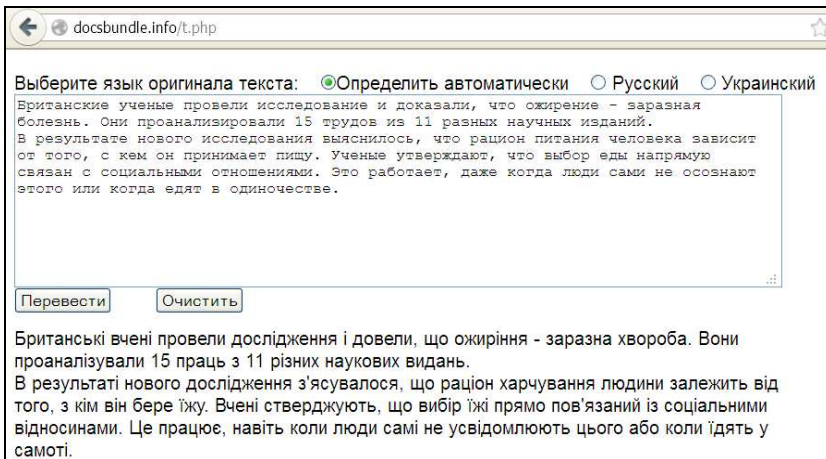 docsbundle.info/t.php
Выберите язык оригинала текста: Определить автоматически Русский Украинский
Британские ученые провели исследование и доказали, что ожирение - заразная
болезнь. Они проанализировали 15 трудов из 11 разных научных изданий.
В результате нового исследования выяснилось, что рацион питания человека зависит
от того, с кем он принимает пищу. Ученые утверждают, что выбор еды напрямую
связан с социальными отношениями. Это работает, даже когда люди сами не осознают
этого или когда едят в одиночестве.
Перевести Очистить
Британські вчені провели дослідження і довели, що ожиріння - заразна хвороба. Вони
проаналізували 15 праць з 11 різних наукових видань.
В результаті нового дослідження з'ясувалося, що раціон харчування людини залежить від
того, з кім він бере їжу. Вчені стверджують, що вибір їжі прямо пов'язаний із соціальними
відносинами. Це працює, навіть коли люди самі не усвідомлюють цього або коли їдять у
самоті.